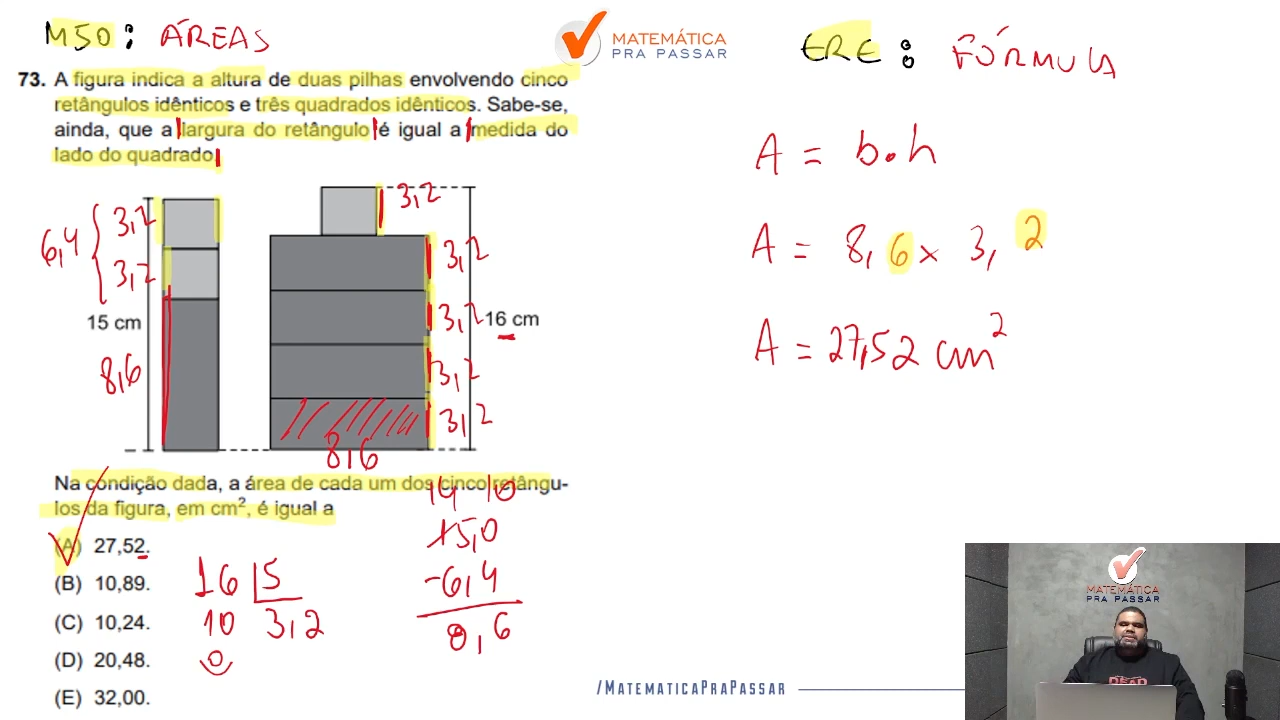 M50: ÁREAS
MATEMÁTICA
PRA PASSAR
ERE: FÓRMULA
73. A figura indica a altura de duas pilhas envolvendo cinco
retângulos idênticos e três quadrados idênticos. Sabe-se,
ainda, que a largura do retângulo é igual a medida do
lado do quadrado.
A = b.h
A = 8,6 x 3,2
A = 27,52 cm²
3,2
3,2
6,4
3,2
15 cm
8,6
3,2
3,2
3,2
3,2
3,2
16 cm
8,6
Na condição dada, a área de cada um dos cinco retângu-
los da figura, em cm², é igual a
(A) 27,52.
(B) 10,89.
(C) 10,24.
(D) 20,48.
(E) 32,00.
16 5
10 3,2
0
14 10
15,0
-6,4
8,6
/MATEMATICAPRAPASSAR
MATEMÁTICA
PRA PASSAR
DEAD